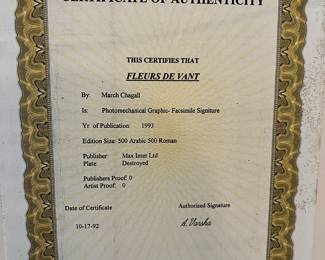 CERTIFICATE OF AUTHENTICITY
THIS CERTIFIES THAT
FLEURS DE VANT
By: March Chagall
Is: Photomechanical Graphic- Facsimile Signiture
Yr of Publication 1993
Edition Size: 500 Arabic 500 Roman
Publisher Max Inter Ltd
Plate Destroyed
Publishers Proof: 0
Artist Proof: 0
Date of Certificate Authorized Signature
10-17-92 A. Varsha